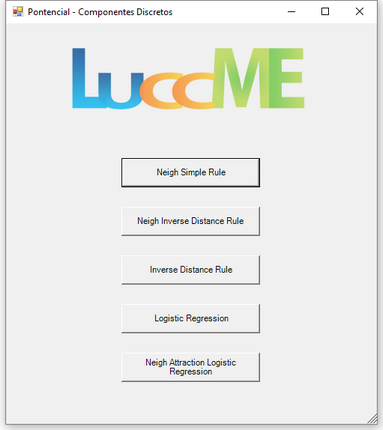 Pontencial - Componentes Discretos
LuccME
Neigh Simple Rule
Neigh Inverse Distance Rule
Inverse Distance Rule
Logistic Regression
Neigh Attraction Logistic
Regression